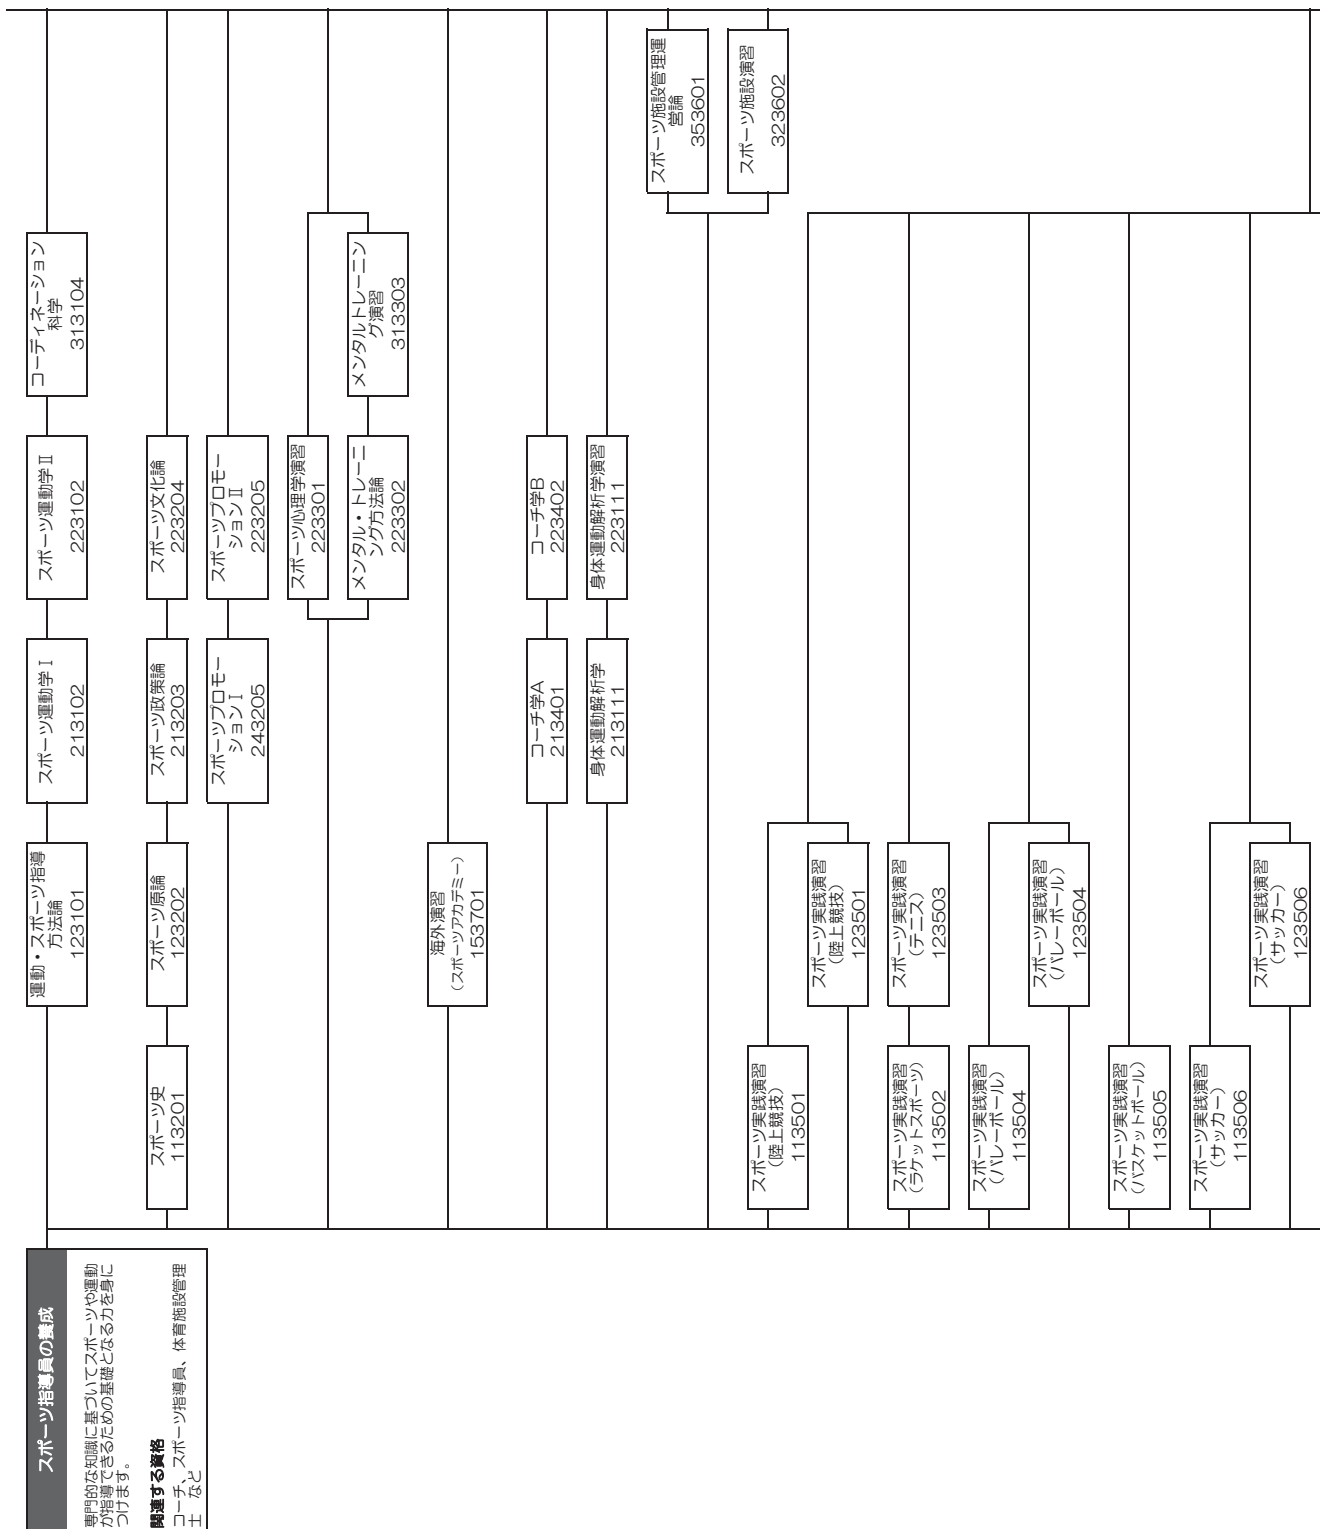 スポーツ指導員の養成
専門的な知識に基づいてスポーツや運動
が指導できるための基礎となる力を身に
つけます。
関連する資格
コーチ、スポーツ指導員、体育施設管理
士 など
運動・スポーツ指導
方法論
123101
スポーツ運動学Ⅰ
213102
スポーツ運動学Ⅱ
223102
コーディネーション
科学
313104
スポーツ史
113201
スポーツ原論
123202
スポーツ政策論
213203
スポーツ文化論
223204
スポーツプロモー
ションⅠ
243205
スポーツプロモー
ションⅡ
223205
スポーツ心理学演習
223301
メンタル・トレーニ
ング方法論
223302
メンタルトレーニン
グ演習
313303
海外演習
（スポーツアカデミー）
153701
コーチ学A
213401
コーチ学B
223402
身体運動解析学
213111
身体運動解析学演習
223111
スポーツ施設管理運
営論
353601
スポーツ施設演習
323602
スポーツ実践演習
（陸上競技）
113501
スポーツ実践演習
（陸上競技）
123501
スポーツ実践演習
（ラケットスポーツ）
113502
スポーツ実践演習
（テニス）
123503
スポーツ実践演習
（バレーボール）
113504
スポーツ実践演習
（バレーボール）
123504
スポーツ実践演習
（バスケットボール）
113505
スポーツ実践演習
（サッカー）
113506
スポーツ実践演習
（サッカー）
123506